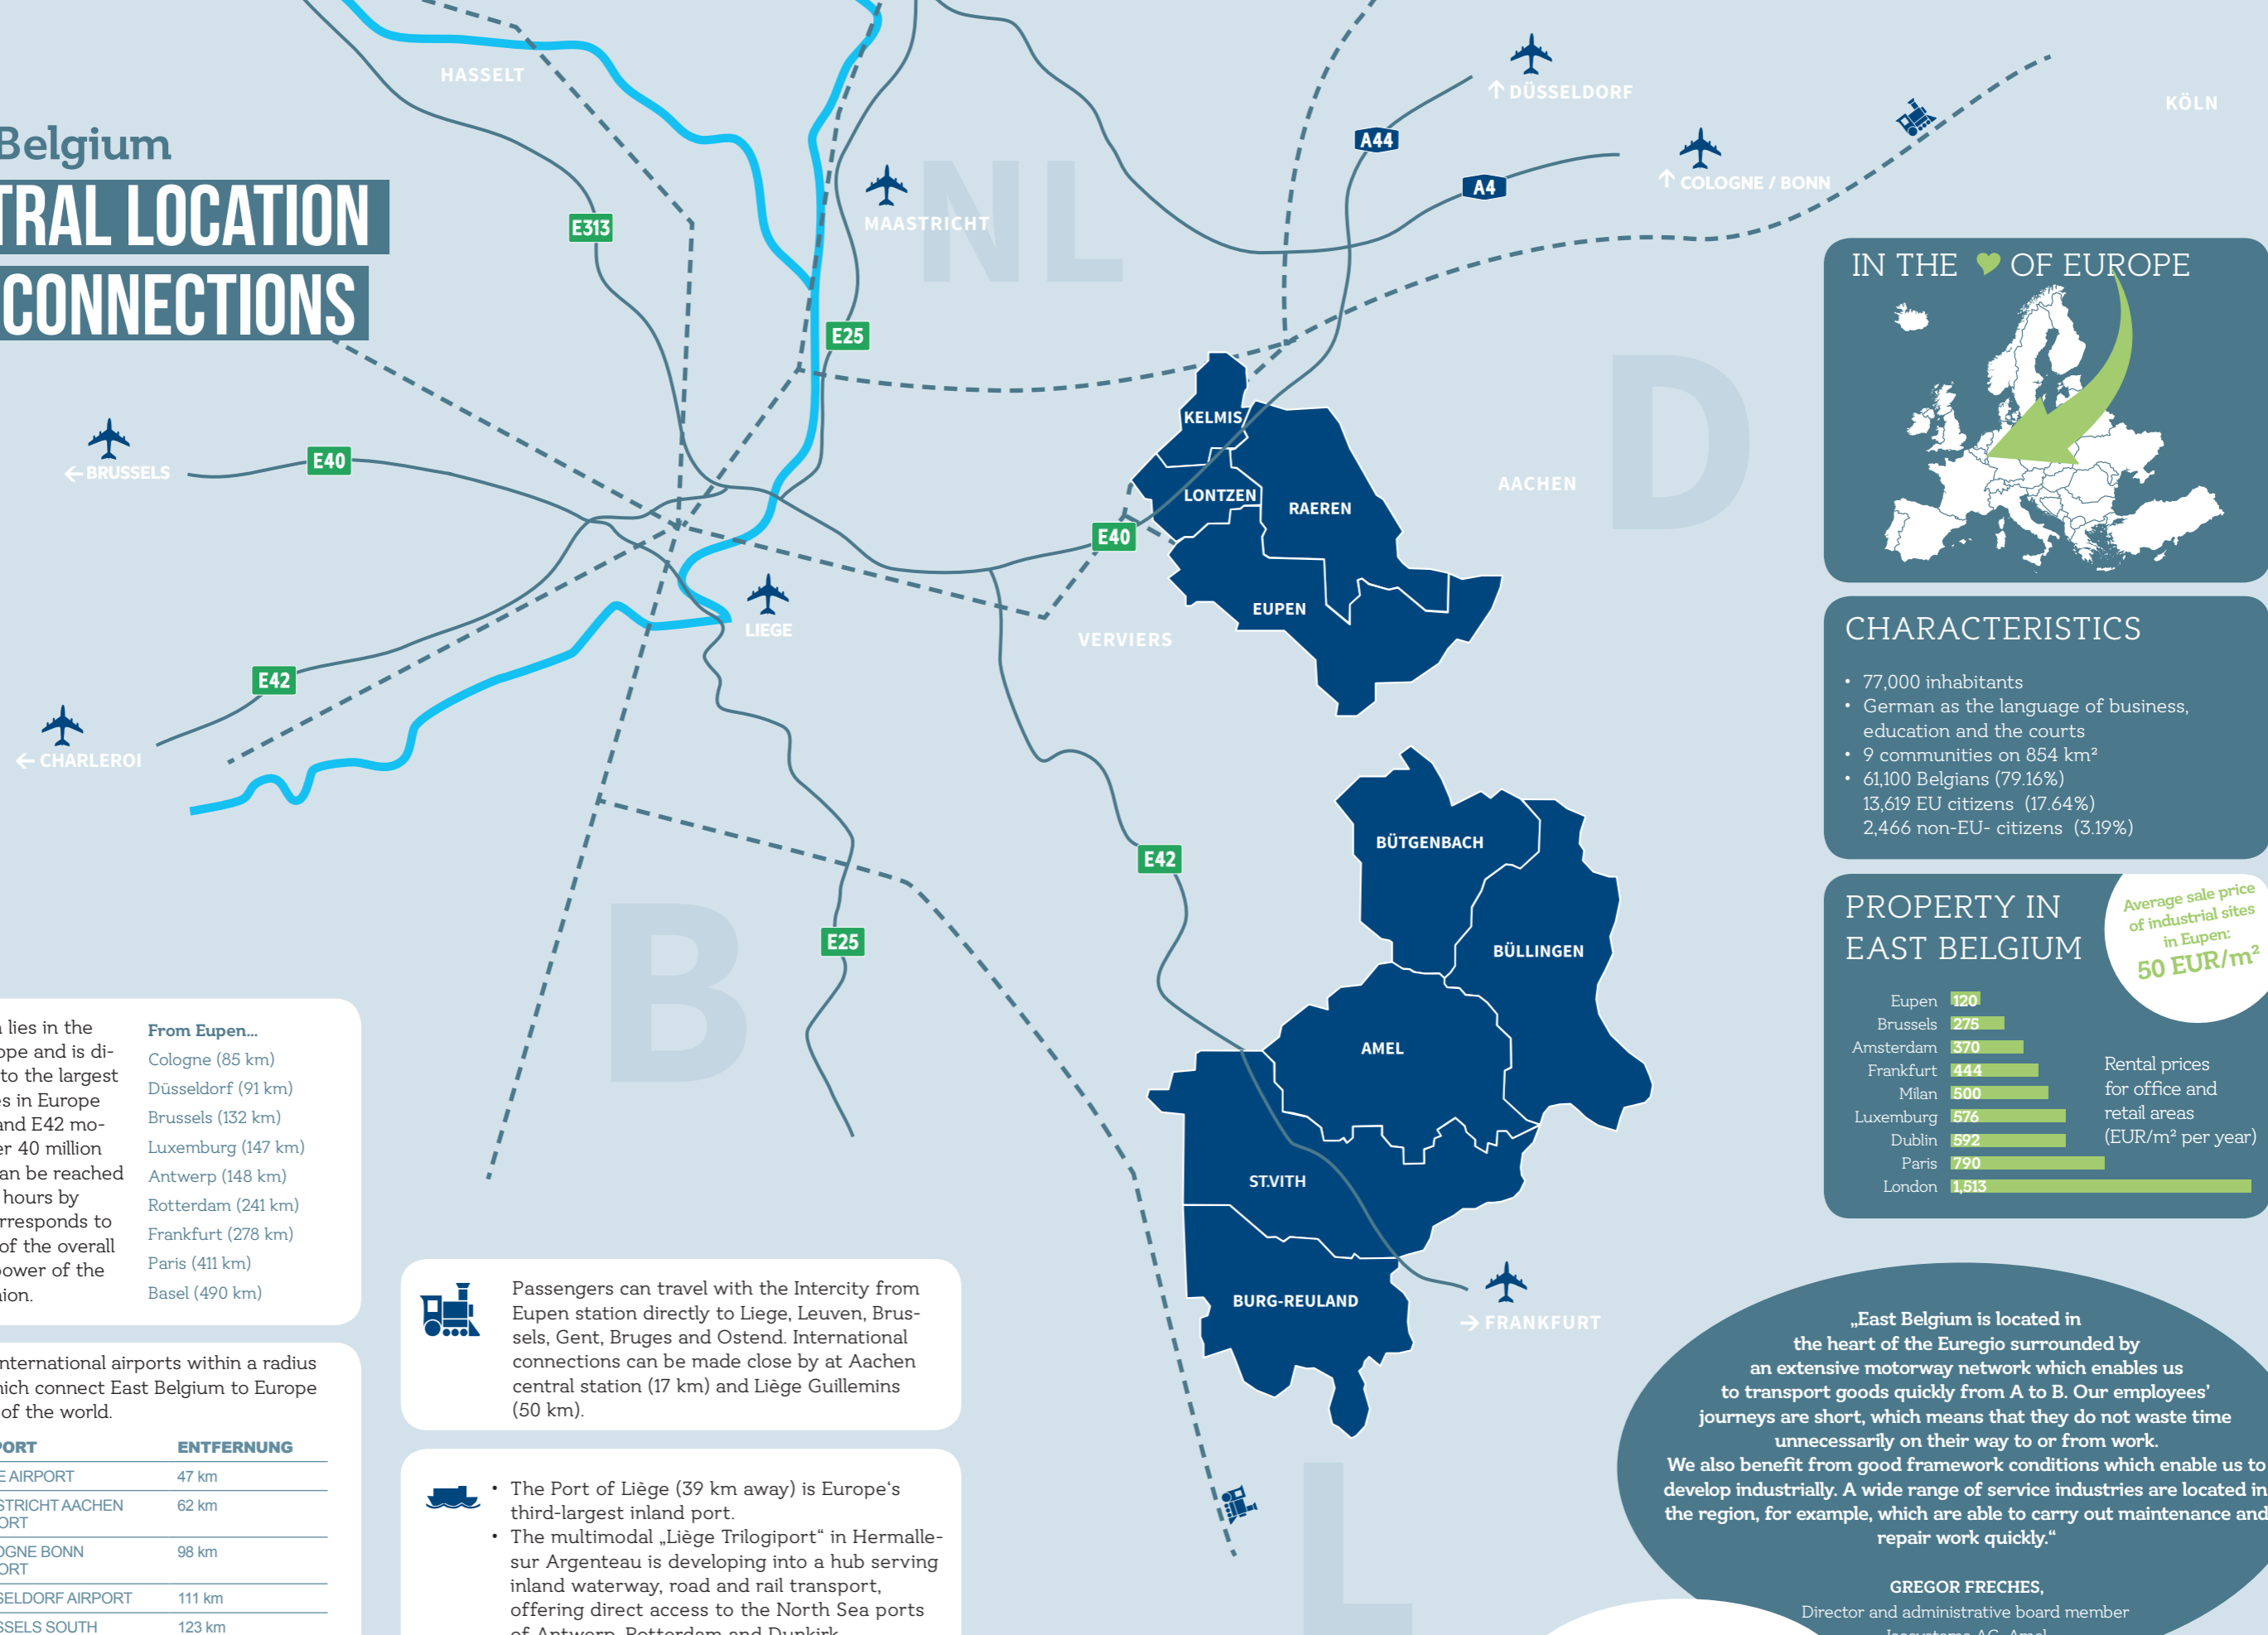 Belgium
TRAL LOCATION
CONNECTIONS
HASSELT
MAASTRICHT
NL
DÜSSELDORF
COLOGNE / BONN
KÖLN
A44
A4
E313
E25
E40
← BRUSSELS
E40
LIEGE
E42
← CHARLEROI
VERVIERS
AACHEN
D
B
L
E42
E25
KELMIS
LONTZEN
RAEREN
EUPEN
BÜTGENBACH
BÜLLINGEN
AMEL
ST.VITH
BURG-REULAND
→ FRANKFURT
IN THE OF EUROPE
CHARACTERISTICS
• 77,000 inhabitants
• German as the language of business,
education and the courts
• 9 communities on 854 km²
• 61,100 Belgians (79.16%)
13,619 EU citizens (17.64%)
2,466 non-EU- citizens (3.19%)
PROPERTY IN
EAST BELGIUM
Average sale price
of industrial sites
in Eupen:
50 EUR/m²
Eupen 120
Brussels 275
Amsterdam 370
Frankfurt 444
Milan 500
Luxemburg 576
Dublin 592
Paris 790
London 1,513
Rental prices
for office and
retail areas
(EUR/m² per year)
lies in the
ope and is di-
to the largest
s in Europe
and E42 mo-
er 40 million
an be reached
hours by
rresponds to
of the overall
power of the
ion.
From Eupen...
Cologne (85 km)
Düsseldorf (91 km)
Brussels (132 km)
Luxemburg (147 km)
Antwerp (148 km)
Rotterdam (241 km)
Frankfurt (278 km)
Paris (411 km)
Basel (490 km)
nternational airports within a radius
hich connect East Belgium to Europe
of the world.
PORT ENTFERNUNG
E AIRPORT 47 km
STRICHT AACHEN 62 km
ORT
OGNE BONN 98 km
ORT
SELDORF AIRPORT 111 km
SSELS SOUTH 123 km
Passengers can travel with the Intercity from
Eupen station directly to Liege, Leuven, Brus-
sels, Gent, Bruges and Ostend. International
connections can be made close by at Aachen
central station (17 km) and Liège Guillemins
(50 km).
• The Port of Liège (39 km away) is Europe‘s
third-largest inland port.
• The multimodal „Liège Trilogiport“ in Hermalle-
sur Argenteau is developing into a hub serving
inland waterway, road and rail transport,
offering direct access to the North Sea ports
of Antwerp, Rotterdam and Dunkirk.
„East Belgium is located in
the heart of the Euregio surrounded by
an extensive motorway network which enables us
to transport goods quickly from A to B. Our employees’
journeys are short, which means that they do not waste time
unnecessarily on their way to or from work.
We also benefit from good framework conditions which enable us to
develop industrially. A wide range of service industries are located in
the region, for example, which are able to carry out maintenance and
repair work quickly.“
GREGOR FRECHES,
Director and administrative board member